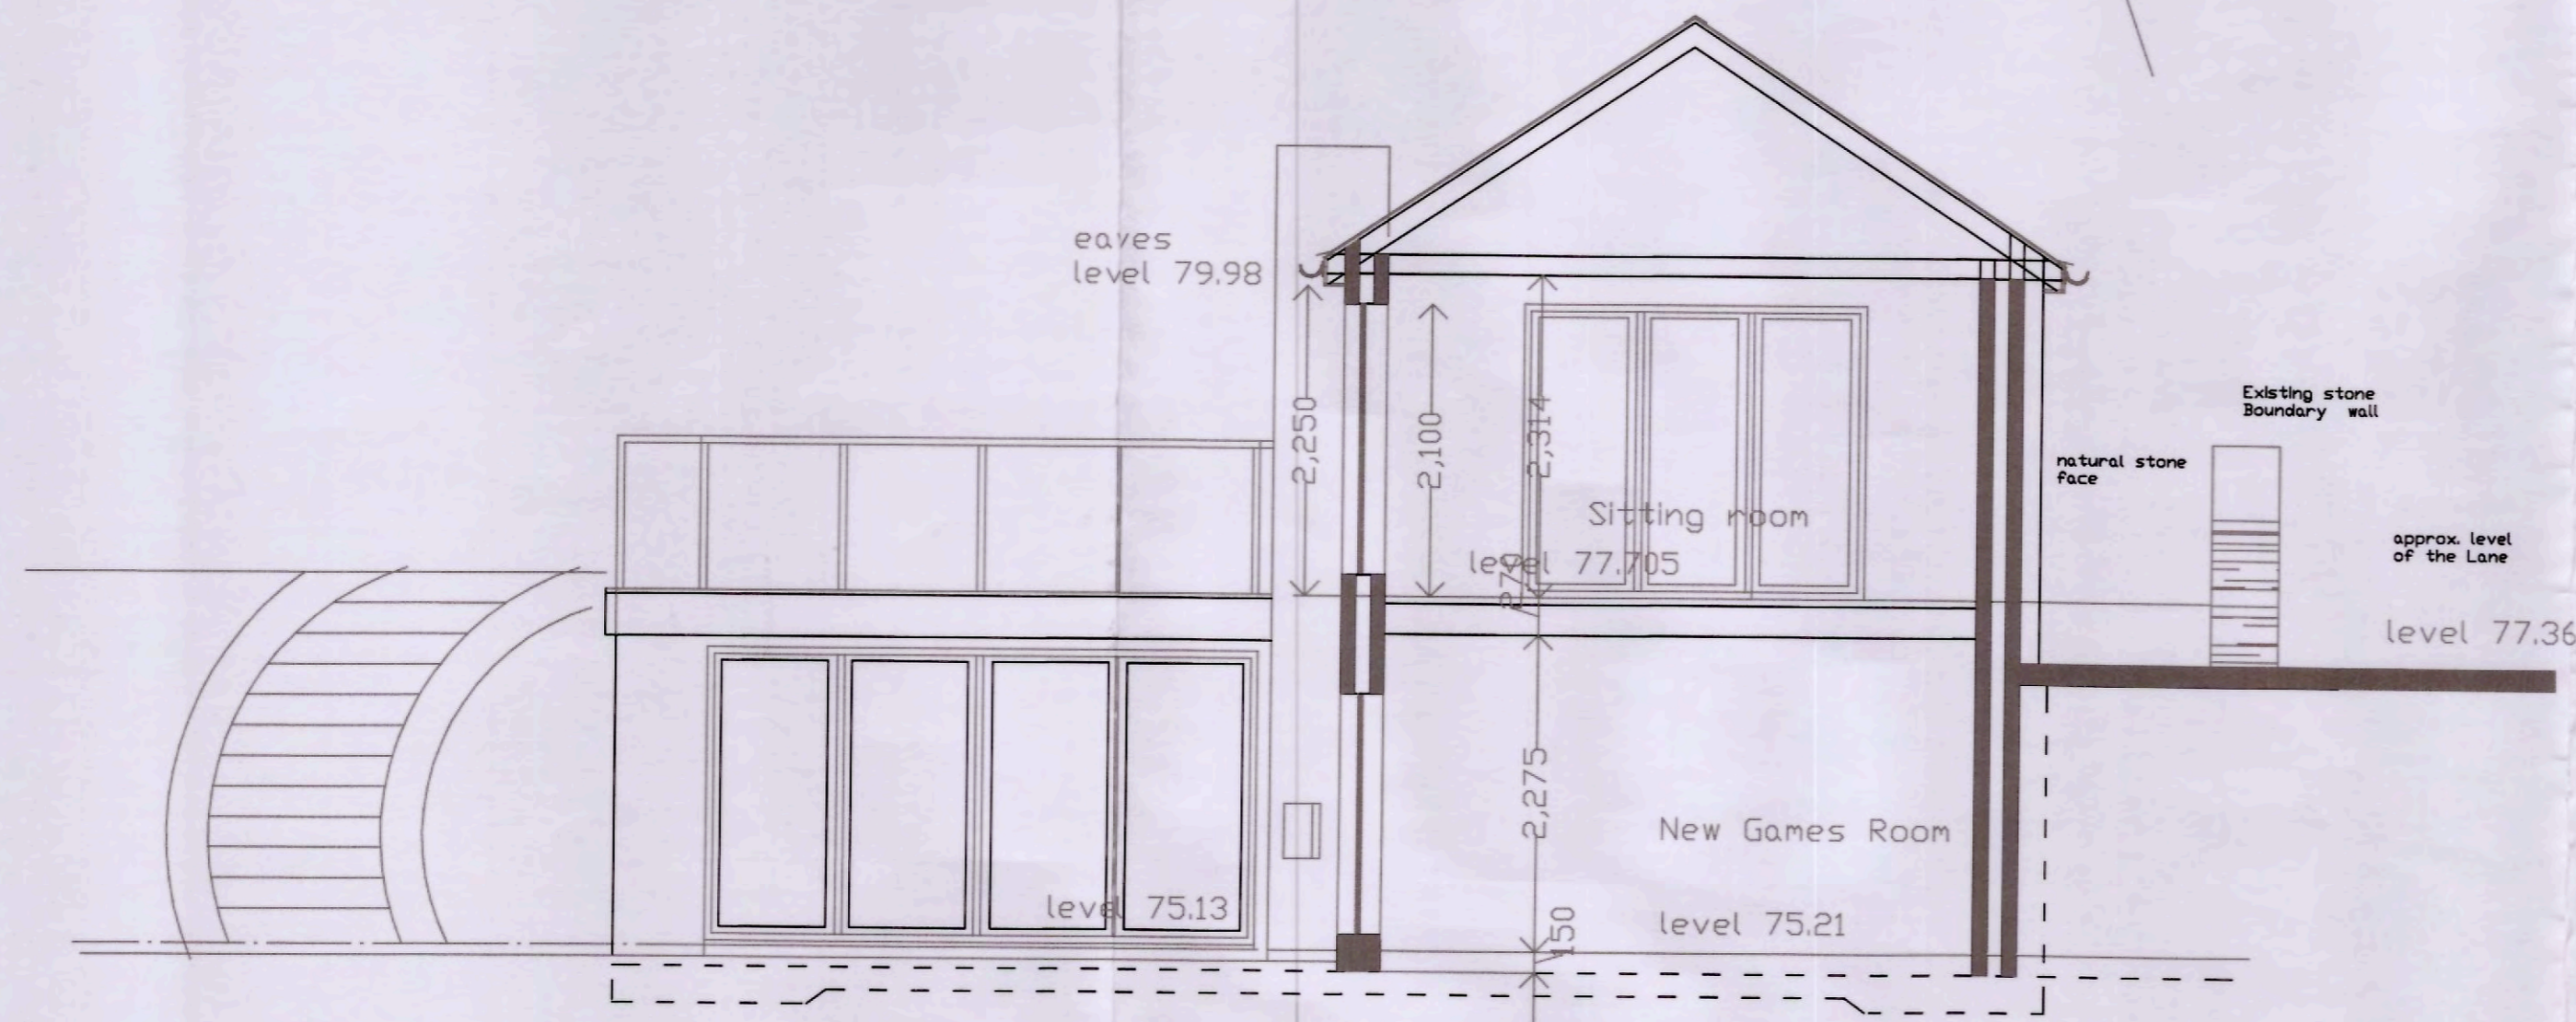 eaves
level 79.98
2,250
2,100
2,314
Existing stone
Boundary wall
natural stone
face
Sitting room
level 77.705
approx. level
of the Lane
level 77.36
2,275
New Games Room
level 75.13
level 75.21
150